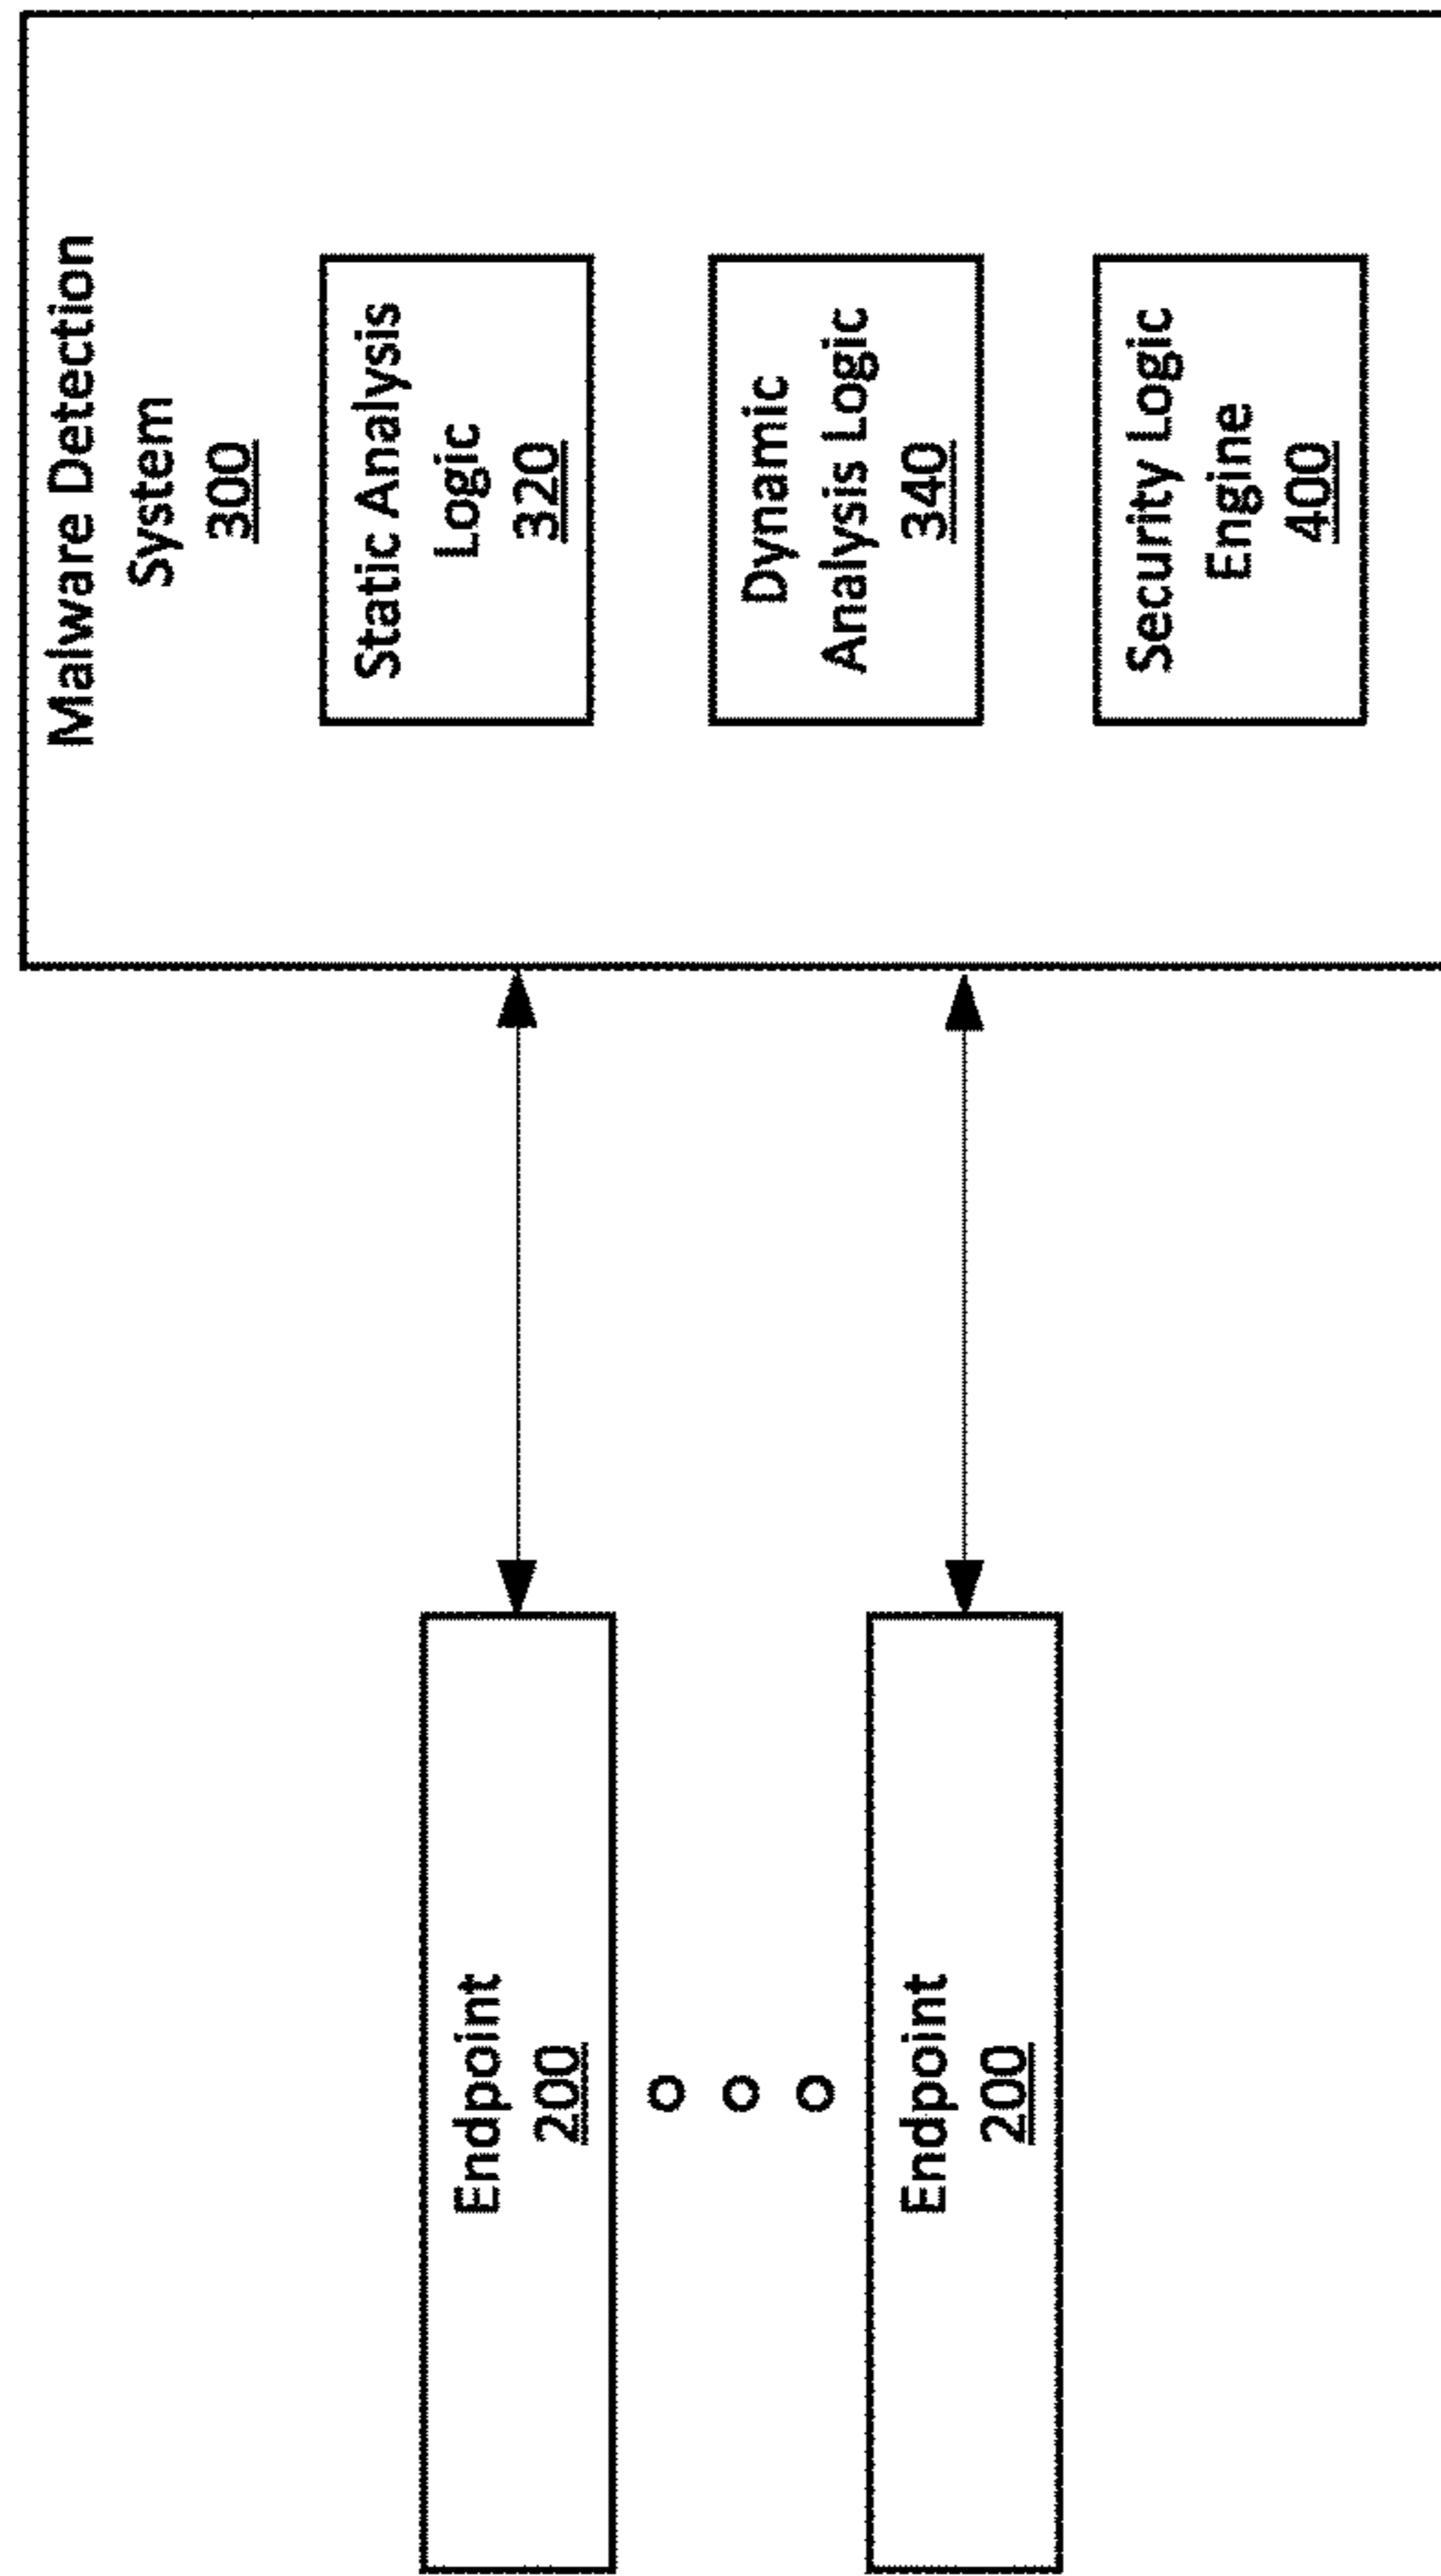 Endpoint
200
Endpoint
200
Malware Detection
System
300
Static Analysis
Logic
320
Dynamic
Analysis Logic
340
Security Logic
Engine
400